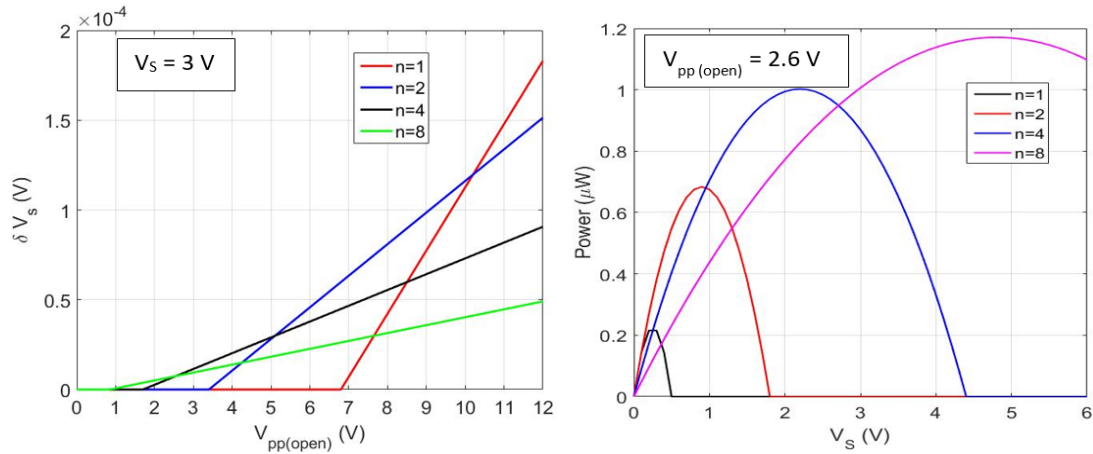 ×10⁻⁴
V_S = 3 V
n=1
n=2
n=4
n=8
2
1.5
1
0.5
0
δ V_s (V)
0 1 2 3 4 5 6 7 8 9 10 11 12
V_pp(open) (V)
V_pp (open) = 2.6 V
n=1
n=2
n=4
n=8
1.2
1
0.8
0.6
0.4
0.2
0
Power (μW)
0 1 2 3 4 5 6
V_S (V)